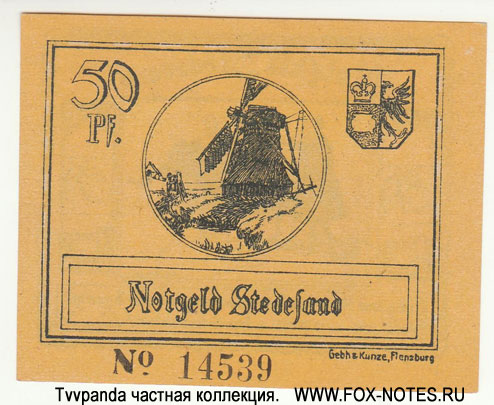 50
Pf.
Notgeld Stedesand
No 14539
Gebh & Kunze, Flensburg
Tvvpanda частная коллекция. WWW.FOX-NOTES.RU